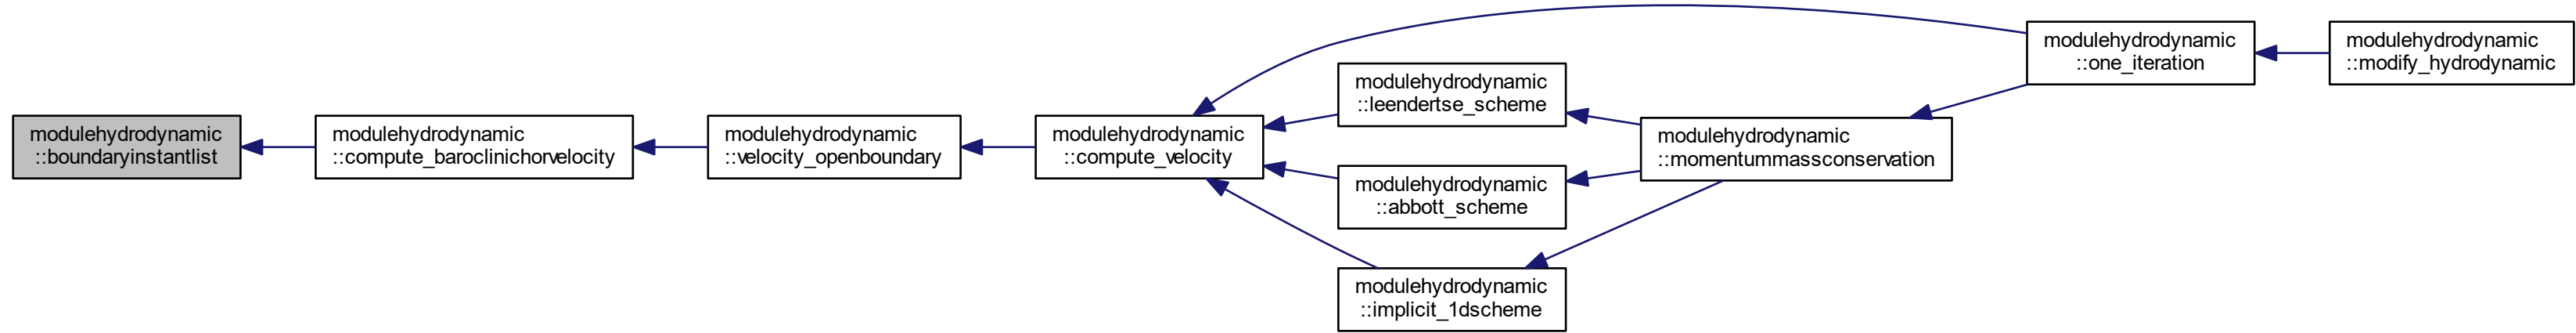 modulehydrodynamic
::boundaryinstantlist
modulehydrodynamic
::compute_baroclinichorvelocity
modulehydrodynamic
::velocity_openboundary
modulehydrodynamic
::compute_velocity
modulehydrodynamic
::leendertse_scheme
modulehydrodynamic
::abbott_scheme
modulehydrodynamic
::implicit_1dscheme
modulehydrodynamic
::momentummassconservation
modulehydrodynamic
::one_iteration
modulehydrodynamic
::modify_hydrodynamic